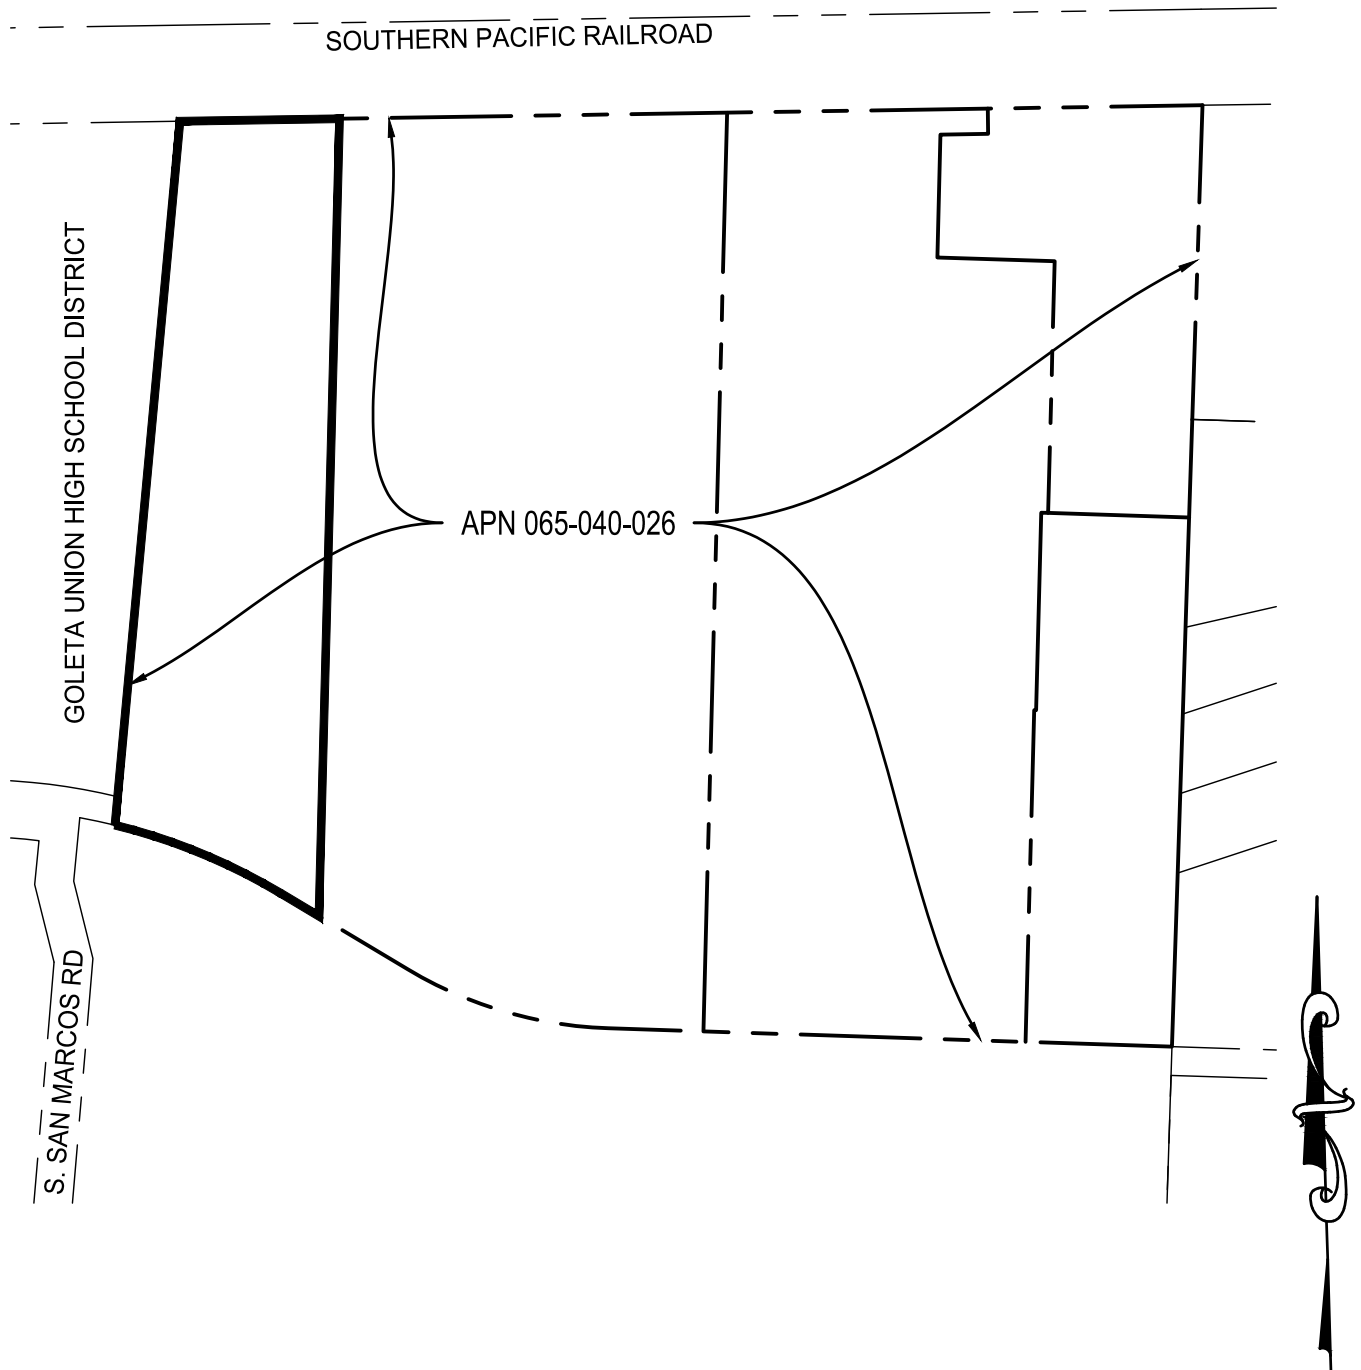 SOUTHERN PACIFIC RAILROAD
GOLETA UNION HIGH SCHOOL DISTRICT
APN 065-040-026
S. SAN MARCOS RD